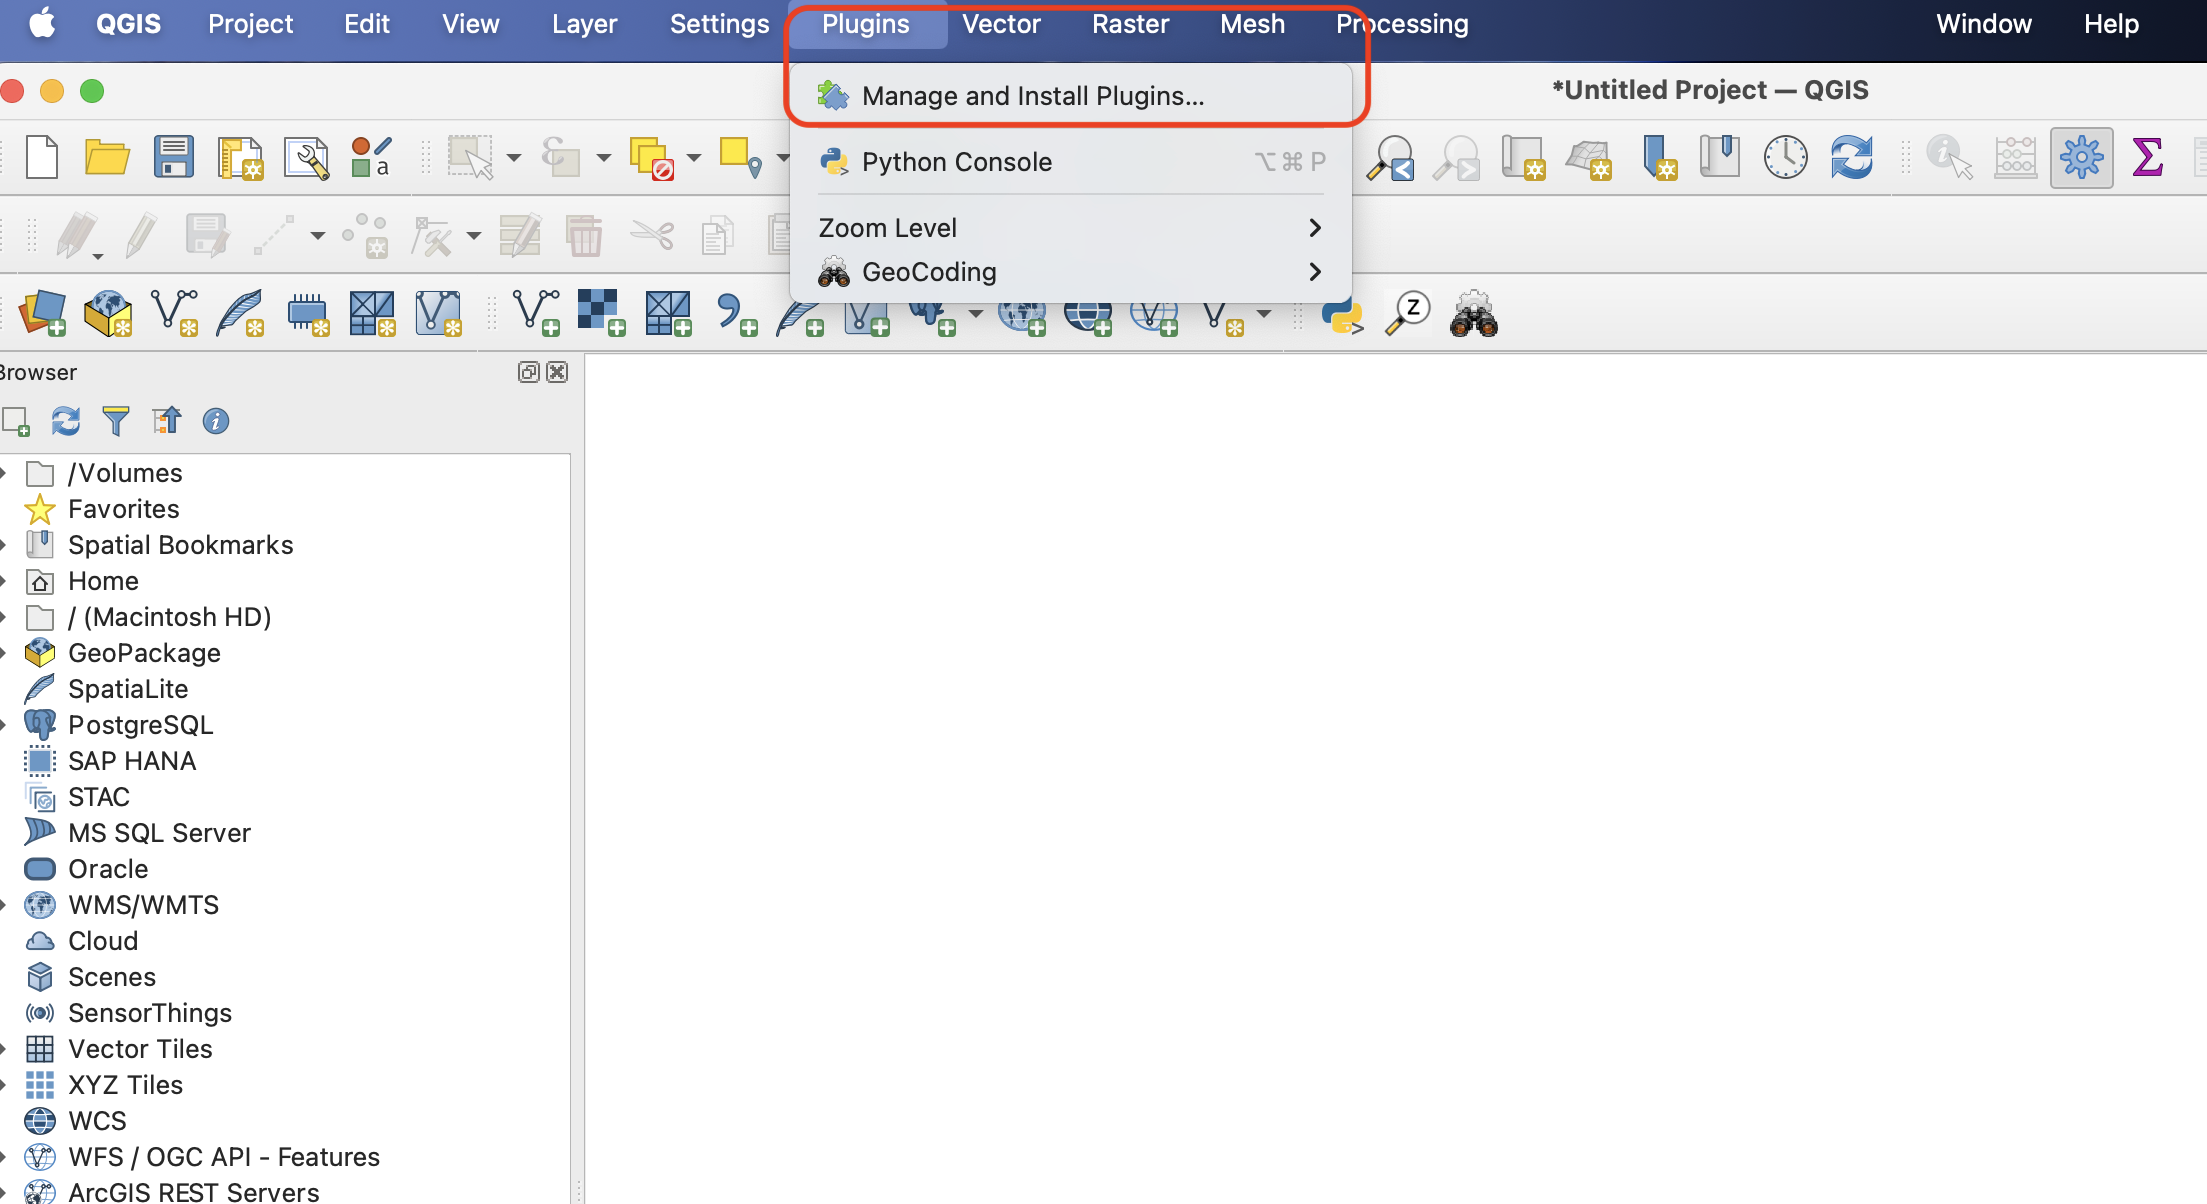 QGIS Project Edit View Layer Settings Plugins Vector Raster Mesh Processing Window Help
*Untitled Project — QGIS
Manage and Install Plugins...
Python Console ⌥⌘P
Zoom Level
GeoCoding
Browser
/Volumes
Favorites
Spatial Bookmarks
Home
/ (Macintosh HD)
GeoPackage
SpatiaLite
PostgreSQL
SAP HANA
STAC
MS SQL Server
Oracle
WMS/WMTS
Cloud
Scenes
SensorThings
Vector Tiles
XYZ Tiles
WCS
WFS / OGC API - Features
ArcGIS REST Servers